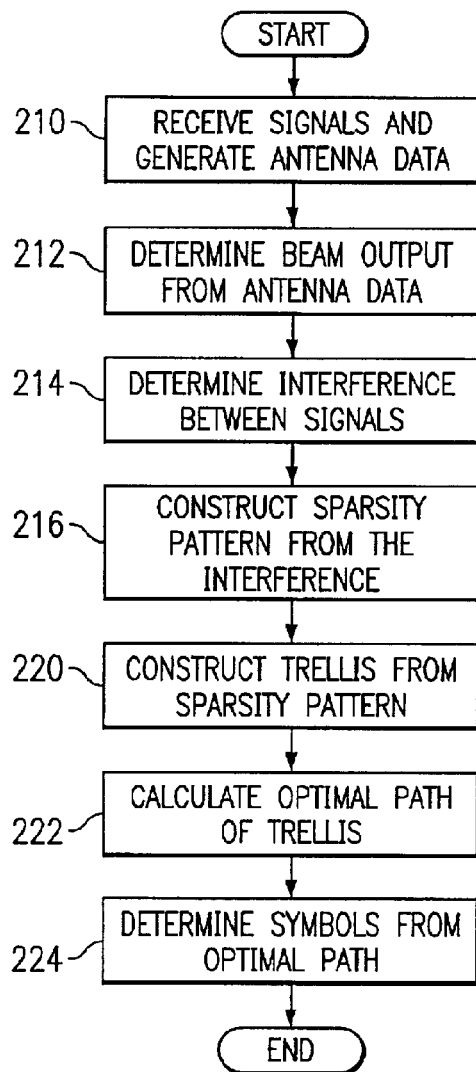 START
210
RECEIVE SIGNALS AND
GENERATE ANTENNA DATA
212
DETERMINE BEAM OUTPUT
FROM ANTENNA DATA
214
DETERMINE INTERFERENCE
BETWEEN SIGNALS
216
CONSTRUCT SPARSITY
PATTERN FROM THE
INTERFERENCE
220
CONSTRUCT TRELLIS FROM
SPARSITY PATTERN
222
CALCULATE OPTIMAL PATH
OF TRELLIS
224
DETERMINE SYMBOLS FROM
OPTIMAL PATH
END